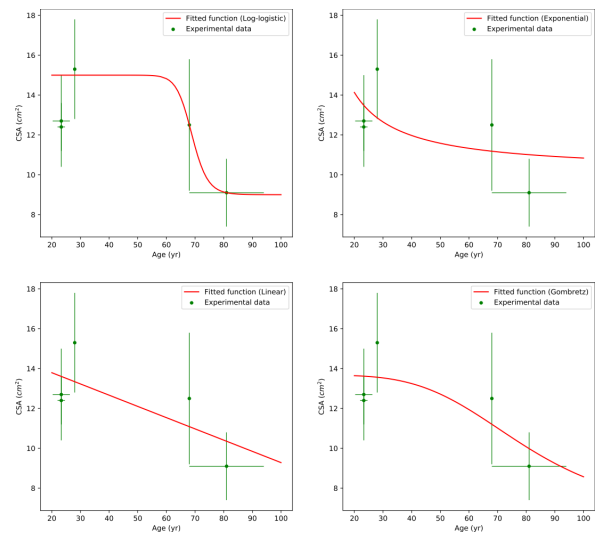 Fitted function (Log-logistic)
Experimental data
18
16
14
12
10
8
CSA (cm²)
20 30 40 50 60 70 80 90 100
Age (yr)
Fitted function (Exponential)
Experimental data
18
16
14
12
10
8
CSA (cm²)
20 30 40 50 60 70 80 90 100
Age (yr)
Fitted function (Linear)
Experimental data
18
16
14
12
10
8
CSA (cm²)
20 30 40 50 60 70 80 90 100
Age (yr)
Fitted function (Gombretz)
Experimental data
18
16
14
12
10
8
CSA (cm²)
20 30 40 50 60 70 80 90 100
Age (yr)